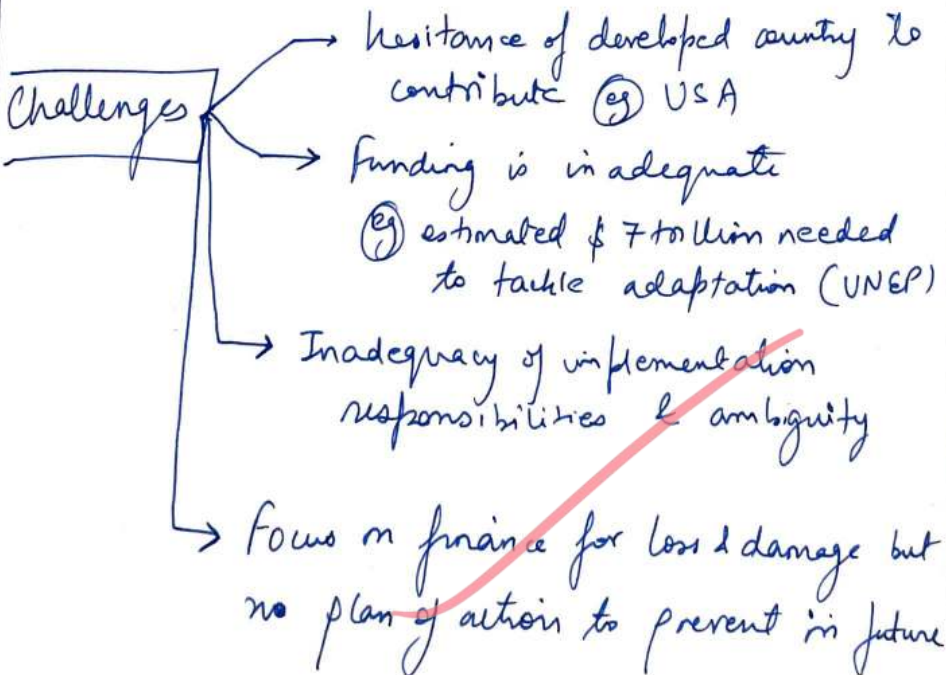 Challenges
hesitance of developed country to
contribute eg USA
Funding is inadequate
eg estimated $ 7 trillion needed
to tackle adaptation (UNEP)
Inadequacy of implementation
responsibilities & ambiguity
Focus on finance for loss & damage but
no plan of action to prevent in future